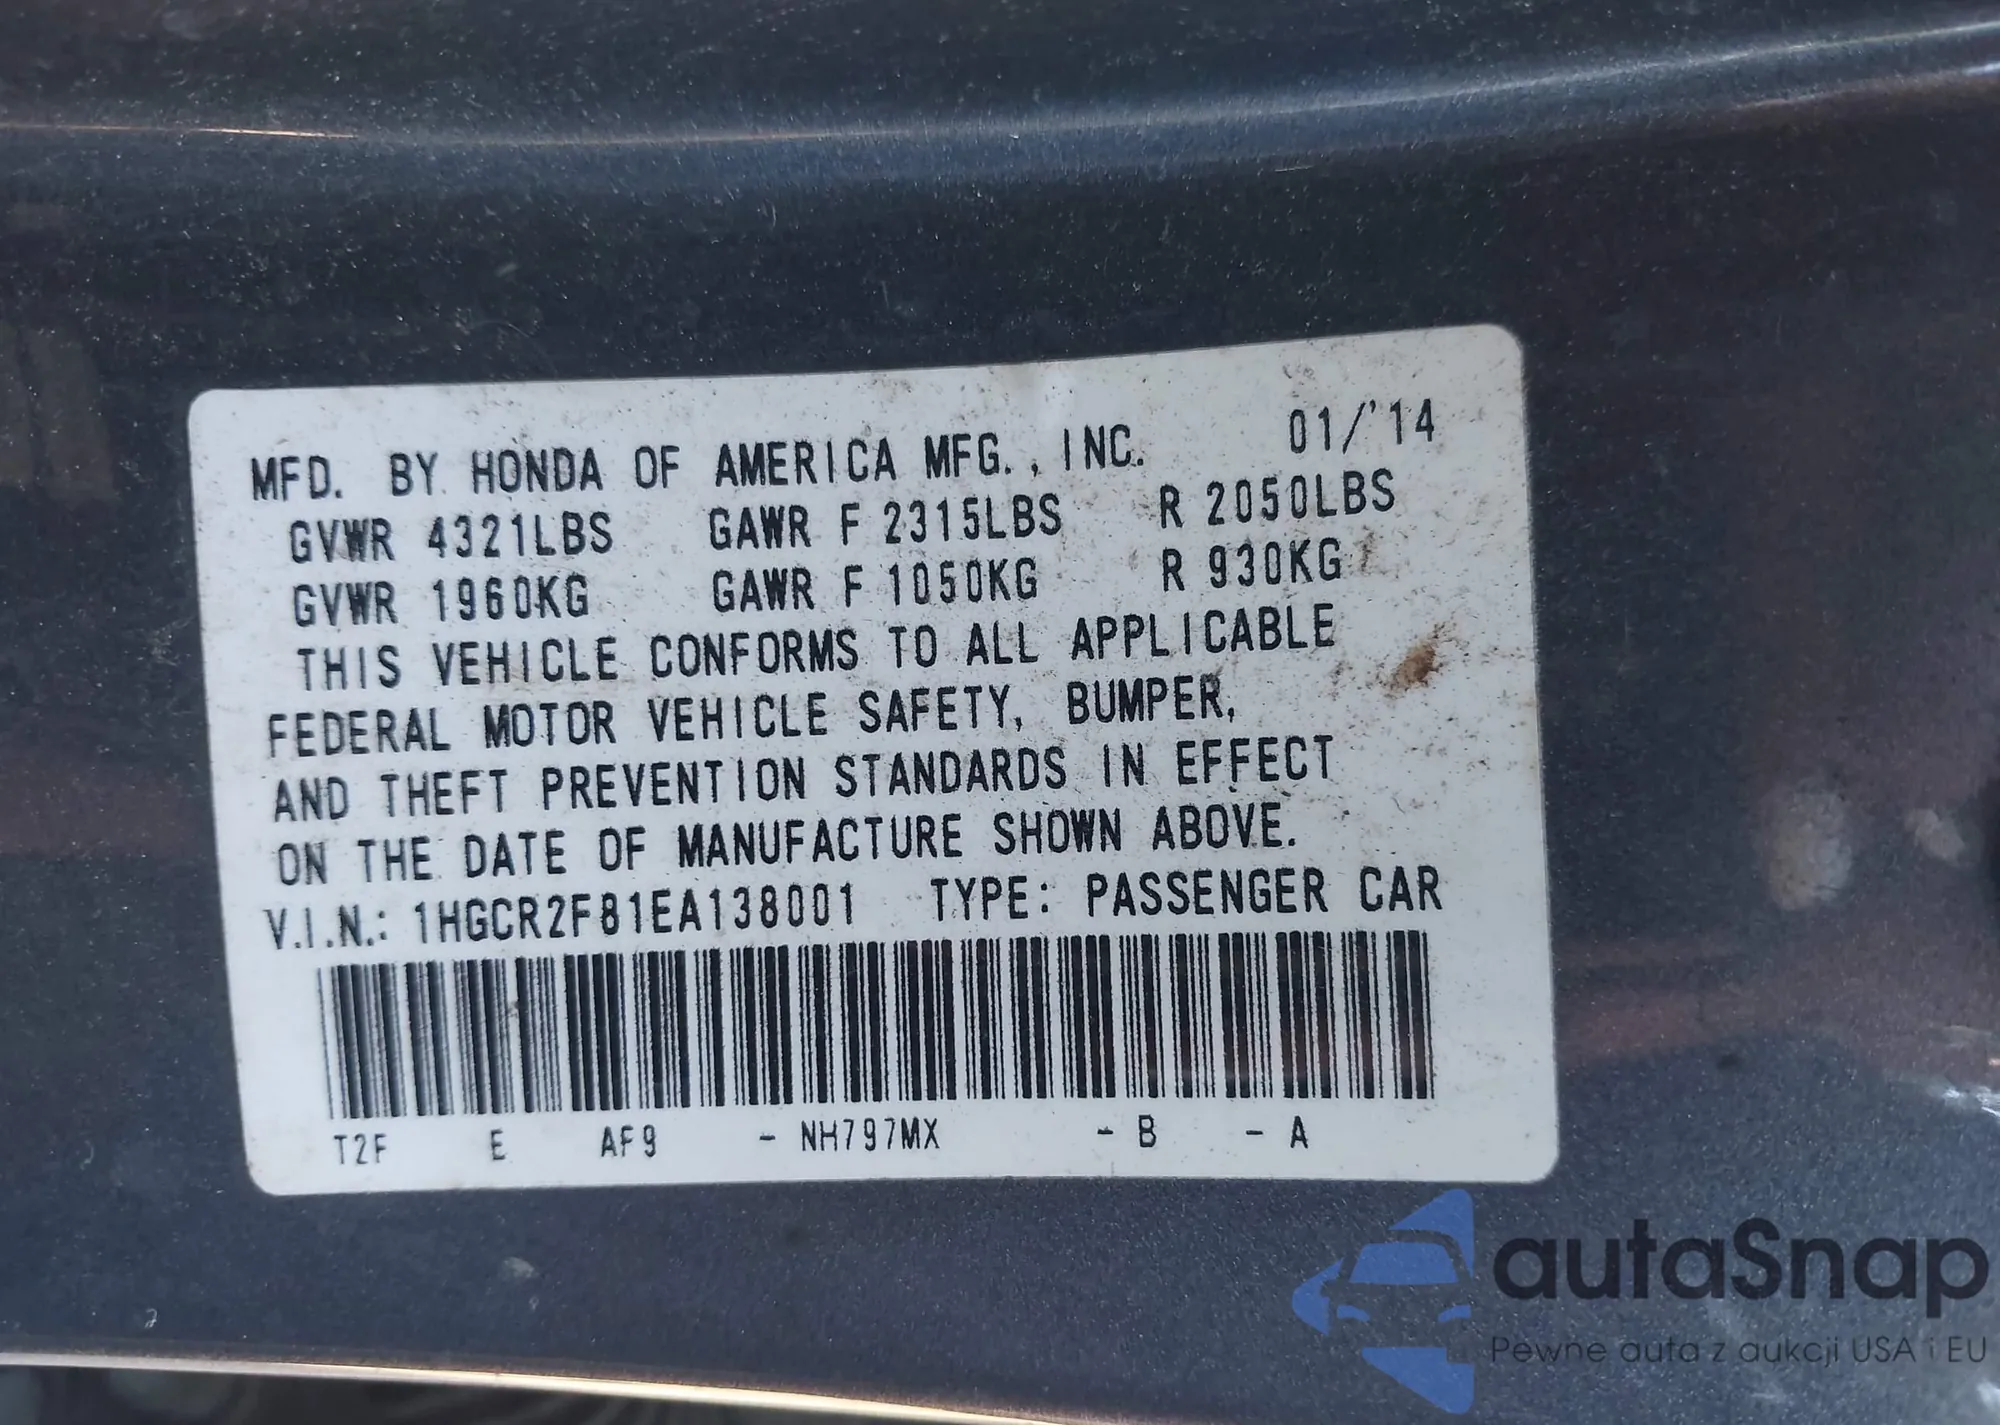 MFD. BY HONDA OF AMERICA MFG., INC. 01/'14
GVWR 4321LBS GAWR F 2315LBS R 2050LBS
GVWR 1960KG GAWR F 1050KG R 930KG
THIS VEHICLE CONFORMS TO ALL APPLICABLE
FEDERAL MOTOR VEHICLE SAFETY, BUMPER,
AND THEFT PREVENTION STANDARDS IN EFFECT
ON THE DATE OF MANUFACTURE SHOWN ABOVE.
V.I.N.: 1HGCR2F81EA138001 TYPE: PASSENGER CAR
T2F E AF9 - NH797MX - B - A
autaSnap
Pewne auta z aukcji USA i EU